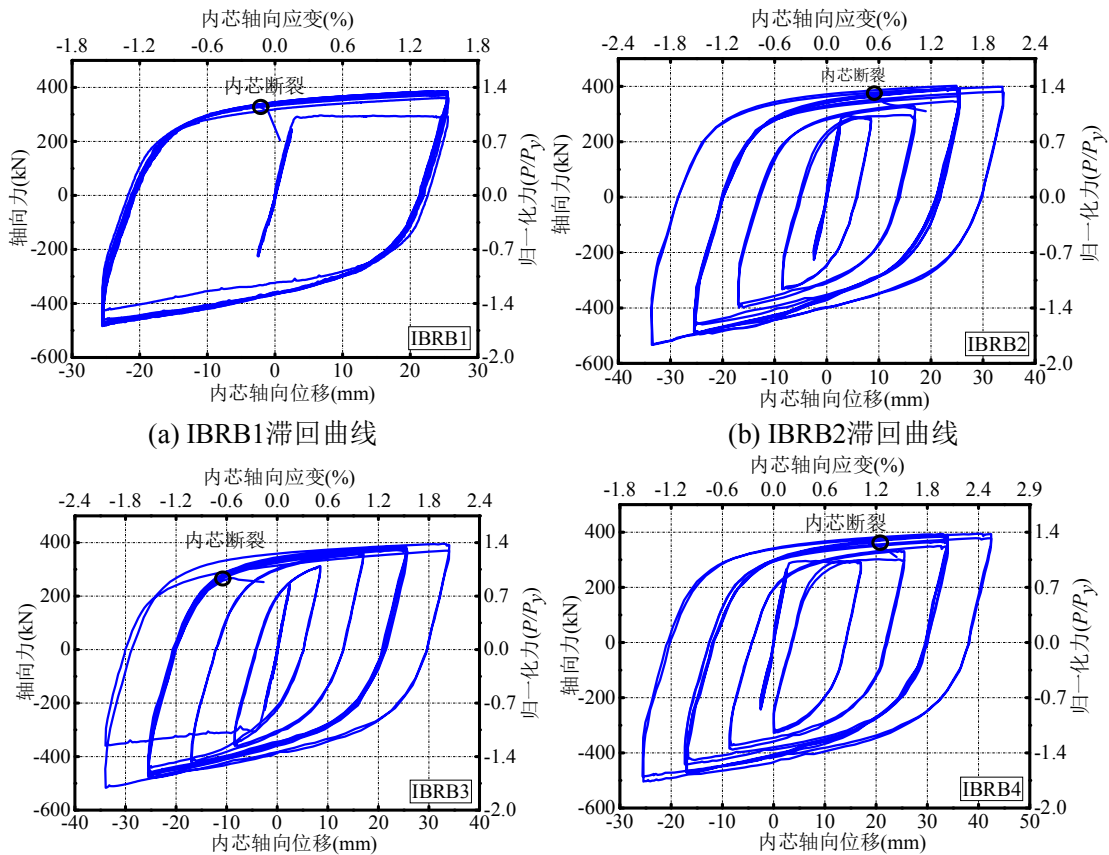 内芯轴向应变(%)
-1.8 -1.2 -0.6 0.0 0.6 1.2 1.8
400 200 0 -200 -400 -600
轴向力(kN)
内芯断裂
IBRB1
1.4 0.7 0.0 -0.7 -1.4 -2.0
归一化力(P/Py)
-30 -20 -10 0 10 20 30
内芯轴向位移(mm)
(a) IBRB1滞回曲线
内芯轴向应变(%)
-2.4 -1.8 -1.2 -0.6 0.0 0.6 1.2 1.8 2.4
400 200 0 -200 -400 -600
轴向力(kN)
内芯断裂
IBRB2
1.4 0.7 0.0 -0.7 -1.4 -2.0
归一化力(P/Py)
-40 -30 -20 -10 0 10 20 30 40
内芯轴向位移(mm)
(b) IBRB2滞回曲线
内芯轴向应变(%)
-2.4 -1.8 -1.2 -0.6 0.0 0.6 1.2 1.8 2.4
400 200 0 -200 -400 -600
轴向力(kN)
内芯断裂
IBRB3
1.4 0.7 0.0 -0.7 -1.4 -2.0
归一化力(P/Py)
-40 -30 -20 -10 0 10 20 30 40
内芯轴向位移(mm)
内芯轴向应变(%)
-1.8 -1.2 -0.6 0.0 0.6 1.2 1.8 2.4 2.9
400 200 0 -200 -400 -600
轴向力(kN)
内芯断裂
IBRB4
1.4 0.7 0.0 -0.7 -1.4 -2.0
归一化力(P/Py)
-30 -20 -10 0 10 20 30 40 50
内芯轴向位移(mm)